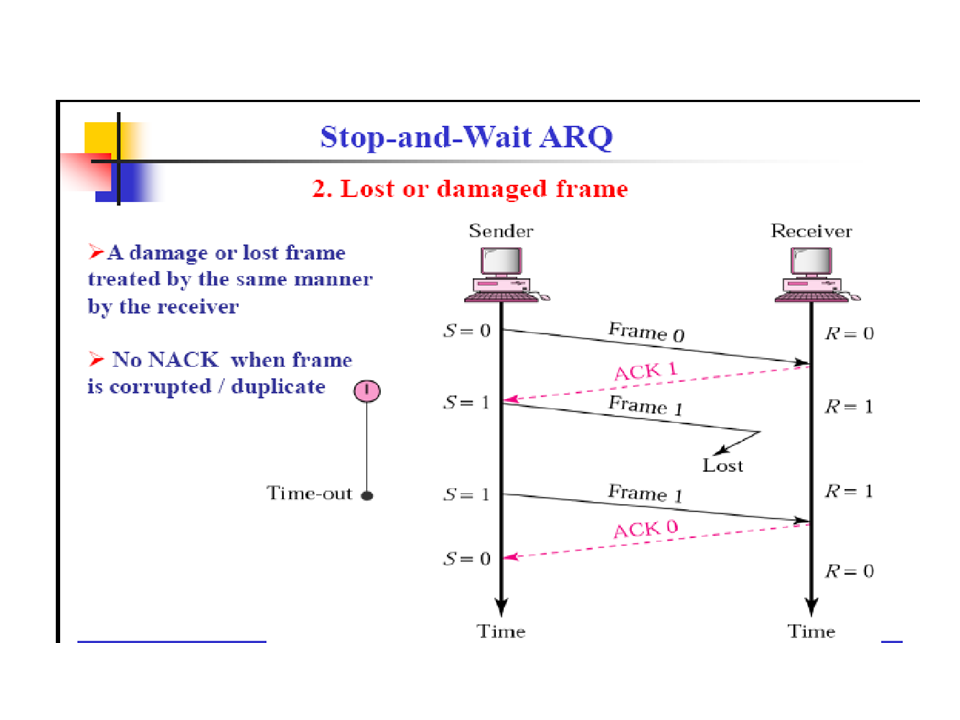 Stop-and-Wait ARQ
2. Lost or damaged frame
➢A damage or lost frame
treated by the same manner
by the receiver
➢ No NACK when frame
is corrupted / duplicate
Time-out
Sender
Receiver
S = 0
Frame 0
R = 0
ACK 1
S = 1
Frame 1
R = 1
Lost
S = 1
Frame 1
R = 1
ACK 0
S = 0
R = 0
Time
Time